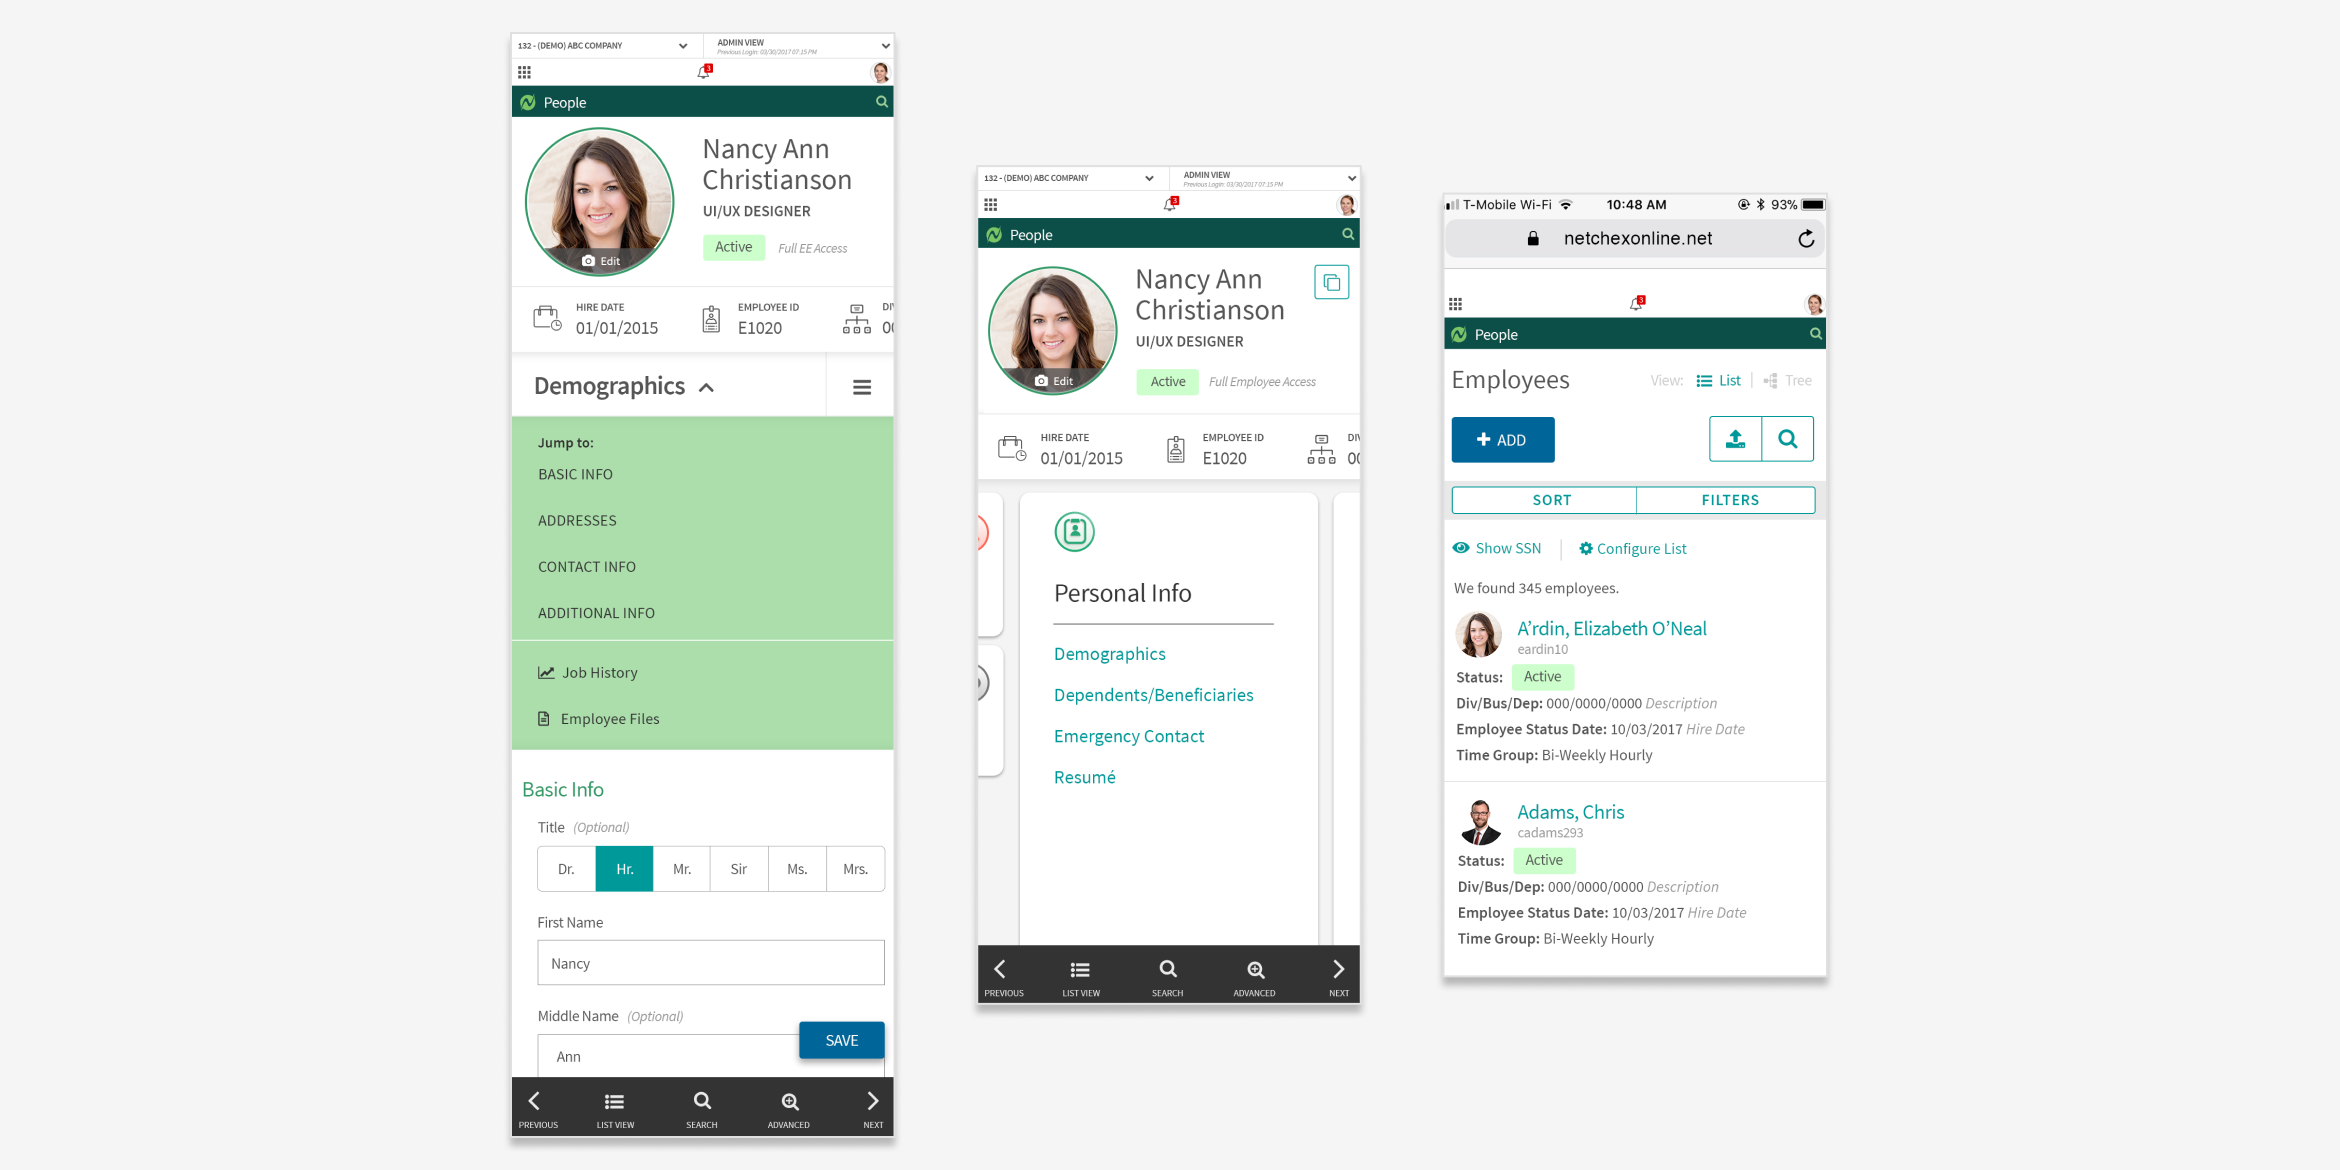 132 - (DEMO) ABC COMPANY
ADMIN VIEW
Previous Login: 03/30/2017 07:15 PM
3
People
Nancy Ann
Christianson
UI/UX DESIGNER
Active Full EE Access
Edit
HIRE DATE
01/01/2015
EMPLOYEE ID
E1020
DIV
00
Demographics
Jump to:
BASIC INFO
ADDRESSES
CONTACT INFO
ADDITIONAL INFO
Job History
Employee Files
Basic Info
Title (Optional)
Dr. Hr. Mr. Sir Ms. Mrs.
First Name
Nancy
Middle Name (Optional)
Ann
SAVE
PREVIOUS LIST VIEW SEARCH ADVANCED NEXT
132 - (DEMO) ABC COMPANY
ADMIN VIEW
Previous Login: 03/30/2017 07:15 PM
3
People
Nancy Ann
Christianson
UI/UX DESIGNER
Active Full Employee Access
Edit
HIRE DATE
01/01/2015
EMPLOYEE ID
E1020
DIV
00
Personal Info
Demographics
Dependents/Beneficiaries
Emergency Contact
Resumé
PREVIOUS LIST VIEW SEARCH ADVANCED NEXT
T-Mobile Wi-Fi 10:48 AM 93%
netchexonline.net
3
People
Employees View: List Tree
ADD
SORT FILTERS
Show SSN Configure List
We found 345 employees.
A’rdin, Elizabeth O’Neal
eardin10
Status: Active
Div/Bus/Dep: 000/0000/0000 Description
Employee Status Date: 10/03/2017 Hire Date
Time Group: Bi-Weekly Hourly
Adams, Chris
cadams293
Status: Active
Div/Bus/Dep: 000/0000/0000 Description
Employee Status Date: 10/03/2017 Hire Date
Time Group: Bi-Weekly Hourly